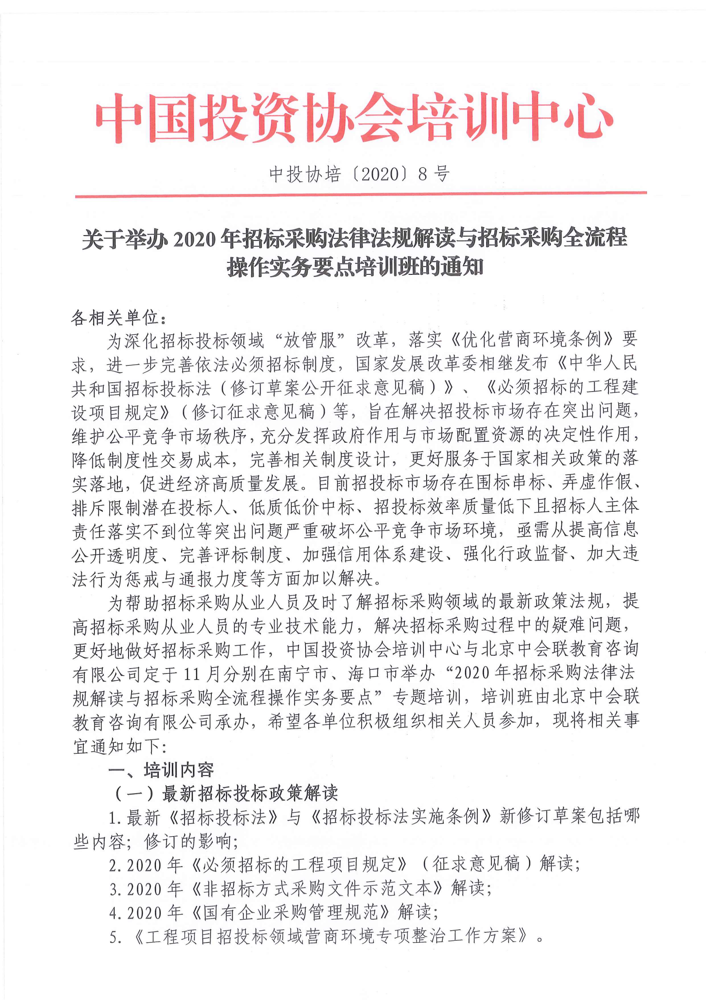 中国投资协会培训中心
中投协培〔2020〕8 号
关于举办 2020 年招标采购法律法规解读与招标采购全流程
操作实务要点培训班的通知
各相关单位：
为深化招标投标领域“放管服”改革，落实《优化营商环境条例》要
求，进一步完善依法必须招标制度，国家发展改革委相继发布《中华人民
共和国招标投标法（修订草案公开征求意见稿）》、《必须招标的工程建
设项目规定》（修订征求意见稿）等，旨在解决招投标市场存在突出问题，
维护公平竞争市场秩序，充分发挥政府作用与市场配置资源的决定性作用，
降低制度性交易成本，完善相关制度设计，更好服务于国家相关政策的落
实落地，促进经济高质量发展。目前招投标市场存在围标串标、弄虚作假、
排斥限制潜在投标人、低质低价中标、招投标效率质量低下且招标人主体
责任落实不到位等突出问题严重破坏公平竞争市场环境，亟需从提高信息
公开透明度、完善评标制度、加强信用体系建设、强化行政监督、加大违
法行为惩戒与通报力度等方面加以解决。
为帮助招标采购从业人员及时了解招标采购领域的最新政策法规，提
高招标采购从业人员的专业技术能力，解决招标采购过程中的疑难问题，
更好地做好招标采购工作，中国投资协会培训中心与北京中会联教育咨询
有限公司定于 11 月分别在南宁市、海口市举办“2020 年招标采购法律法
规解读与招标采购全流程操作实务要点”专题培训，培训班由北京中会联
教育咨询有限公司承办，希望各单位积极组织相关人员参加，现将相关事
宜通知如下：
一、培训内容
（一）最新招标投标政策解读
1. 最新《招标投标法》与《招标投标法实施条例》新修订草案包括哪
些内容；修订的影响；
2. 2020 年《必须招标的工程项目规定》（征求意见稿）解读；
3. 2020 年《非招标方式采购文件示范文本》解读；
4. 2020 年《国有企业采购管理规范》解读；
5. 《工程项目招投标领域营商环境专项整治工作方案》。